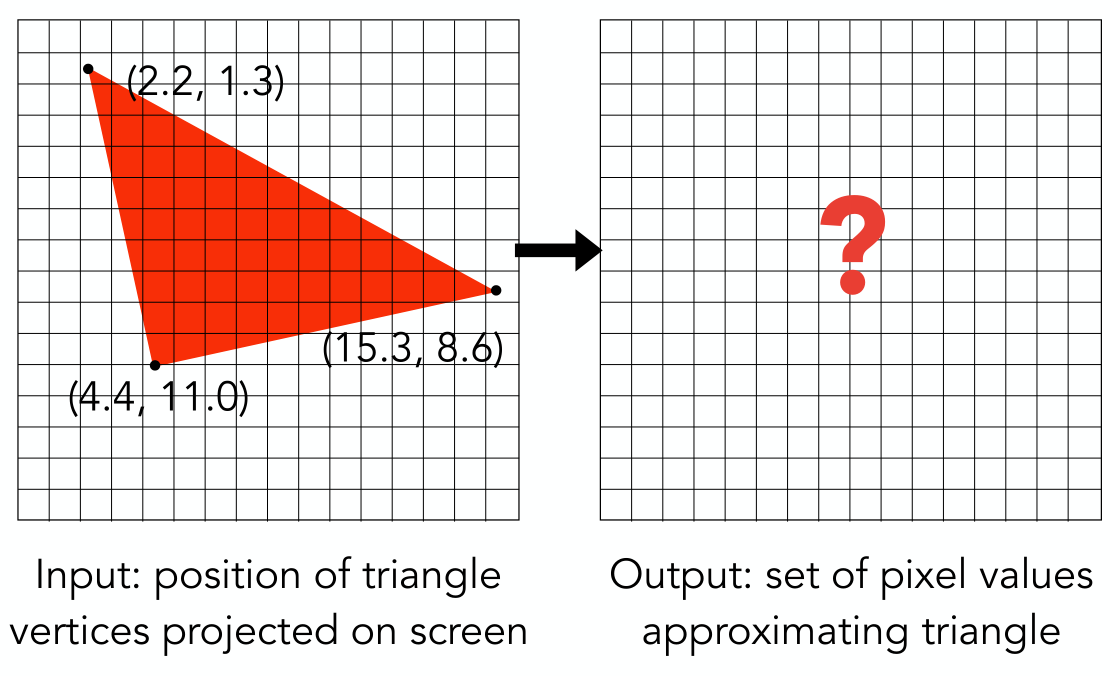 (2.2, 1.3)
?
(15.3, 8.6)
(4.4, 11.0)
Input: position of triangle
vertices projected on screen
Output: set of pixel values
approximating triangle